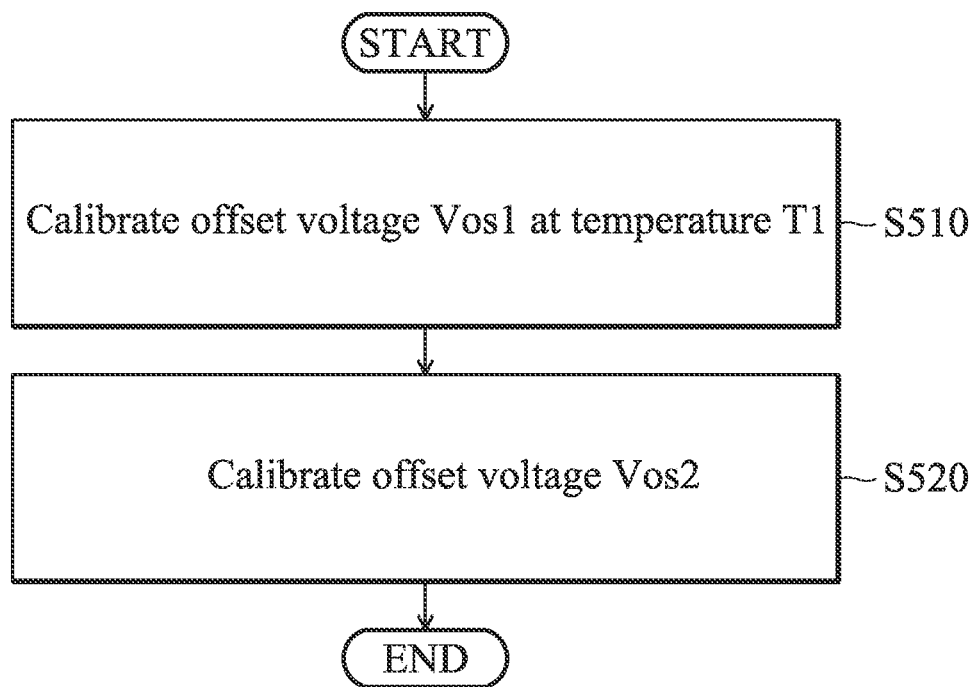 START
Calibrate offset voltage Vos1 at temperature T1
S510
Calibrate offset voltage Vos2
S520
END